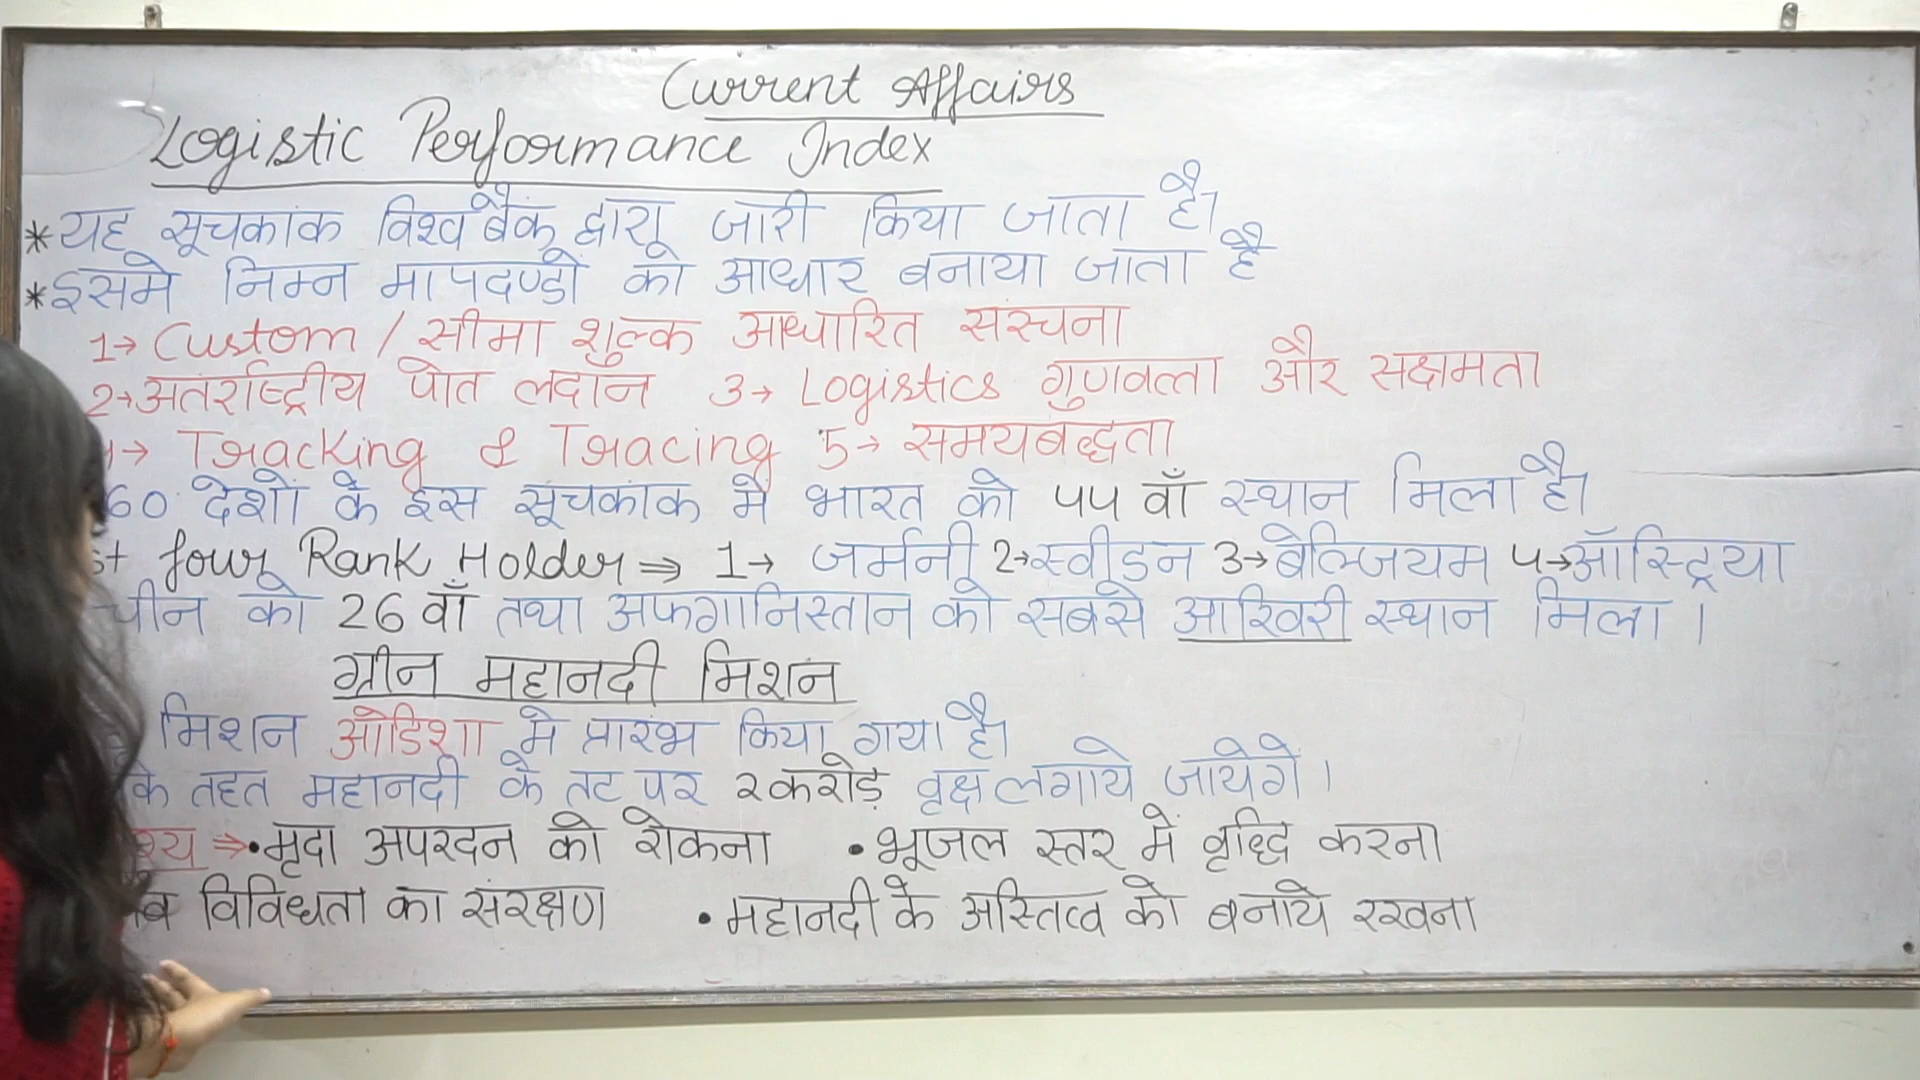 Current Affairs
Logistic Performance Index
* यह सूचकांक विश्व बैंक द्वारा जारी किया जाता है।
* इसमे निम्न मापदण्डों को आधार बनाया जाता है
1→ Custom / सीमा शुल्क आधारित संरचना
2→ अंतर्राष्ट्रीय पोत लदान 3→ Logistics गुणवत्ता और सक्षमता
→ Tracking & Tracing 5→ समयबद्धता
60 देशों के इस सूचकांक में भारत को 44 वाँ स्थान मिला है।
st four Rank Holder ⇒ 1→ जर्मनी 2→ स्वीडन 3→ बेल्जियम 4→ ऑस्ट्रिया
चीन को 26 वाँ तथा अफगानिस्तान को सबसे आखिरी स्थान मिला।
ग्रीन महानदी मिशन
मिशन ओडिशा मे प्रारंभ किया गया है।
के तहत महानदी के तट पर 2 करोड़ वृक्ष लगाये जायेगें।
श्य ⇒ • मृदा अपरदन को रोकना • भूजल स्तर में वृद्धि करना
व विविधता का संरक्षण • महानदी के अस्तित्व को बनाये रखना